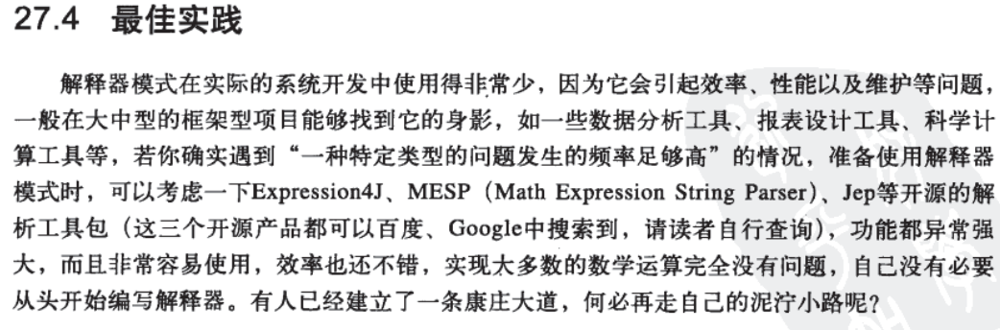 27.4 最佳实践
解释器模式在实际的系统开发中使用得非常少，因为它会引起效率、性能以及维护等问题，
一般在大中型的框架型项目能够找到它的身影，如一些数据分析工具、报表设计工具、科学计
算工具等，若你确实遇到“一种特定类型的问题发生的频率足够高”的情况，准备使用解释器
模式时，可以考虑一下Expression4J、MESP（Math Expression String Parser）、Jep等开源的解
析工具包（这三个开源产品都可以百度、Google中搜索到，请读者自行查询），功能都异常强
大，而且非常容易使用，效率也还不错，实现大多数的数学运算完全没有问题，自己没有必要
从头开始编写解释器。有人已经建立了一条康庄大道，何必再走自己的泥泞小路呢？